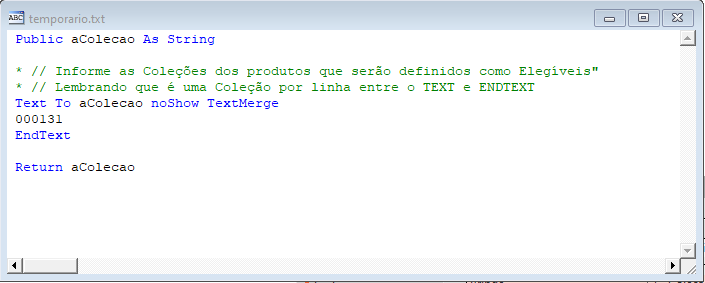 ABC temporario.txt
Public aColecao As String
* // Informe as Coleções dos produtos que serão definidos como Elegíveis"
* // Lembrando que é uma Coleção por linha entre o TEXT e ENDTEXT
Text To aColecao noShow TextMerge
000131
EndText
Return aColecao